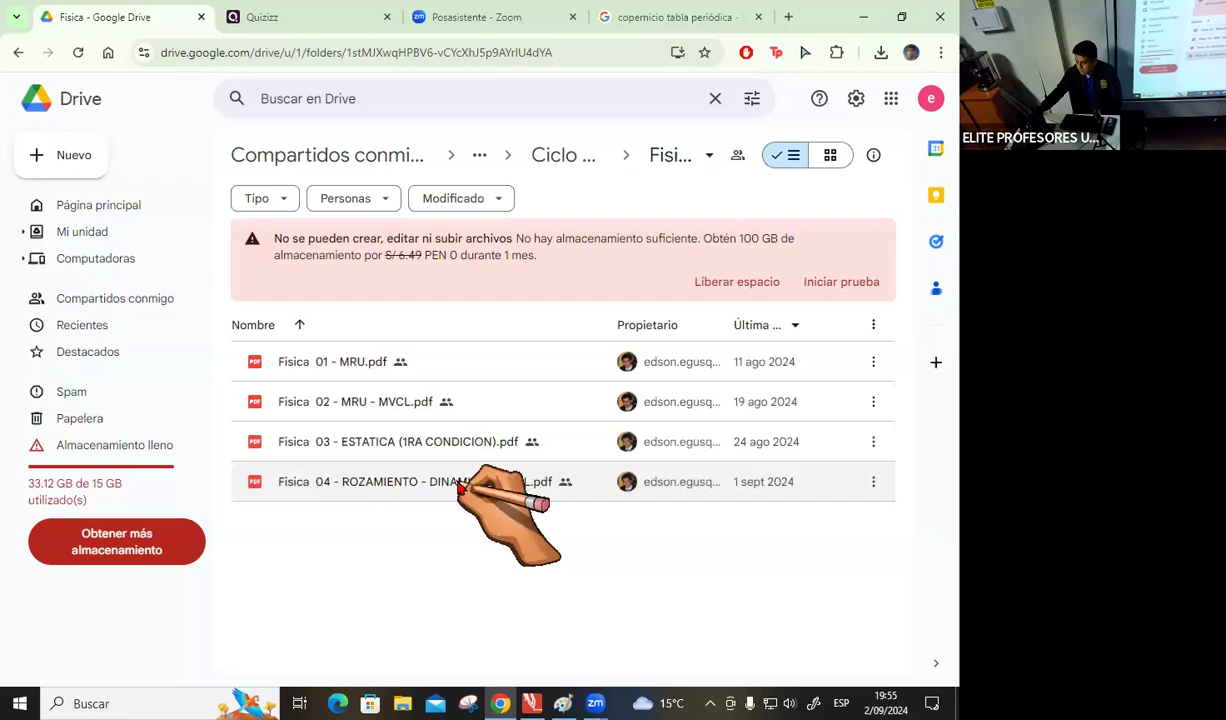 Fisica - Google Drive
Quizizz
Posasistente - Zoom
copernicio tabla periódica -
drive.google.com/drive/u/1/folders/1stMJXwqHPBV6-vCYcXhJ5p9AYrIU4dYA
Drive
Buscar en Drive
e
Nuevo
Compartidos conmi... > ... > Ciclo ... > Fisi...
Tipo
Personas
Modificado
Página principal
Mi unidad
Computadoras
Compartidos conmigo
Recientes
Destacados
Spam
Papelera
Almacenamiento lleno
33.12 GB de 15 GB
utilizado(s)
Obtener más
almacenamiento
No se pueden crear, editar ni subir archivos No hay almacenamiento suficiente. Obtén 100 GB de
almacenamiento por S/ 6.49 PEN 0 durante 1 mes.
Liberar espacio
Iniciar prueba
Nombre
Propietario
Última ...
Fisica 01 - MRU.pdf
edson.egusq...
11 ago 2024
Fisica 02 - MRU - MVCL.pdf
edson.egusq...
19 ago 2024
Fisica 03 - ESTATICA (1RA CONDICION).pdf
edson.egusq...
24 ago 2024
Fisica 04 - ROZAMIENTO - L.pdf
edson.egusq...
1 sept 2024
ELITE PROFESORES U...
Buscar
15°C
ESP
19:55
2/09/2024